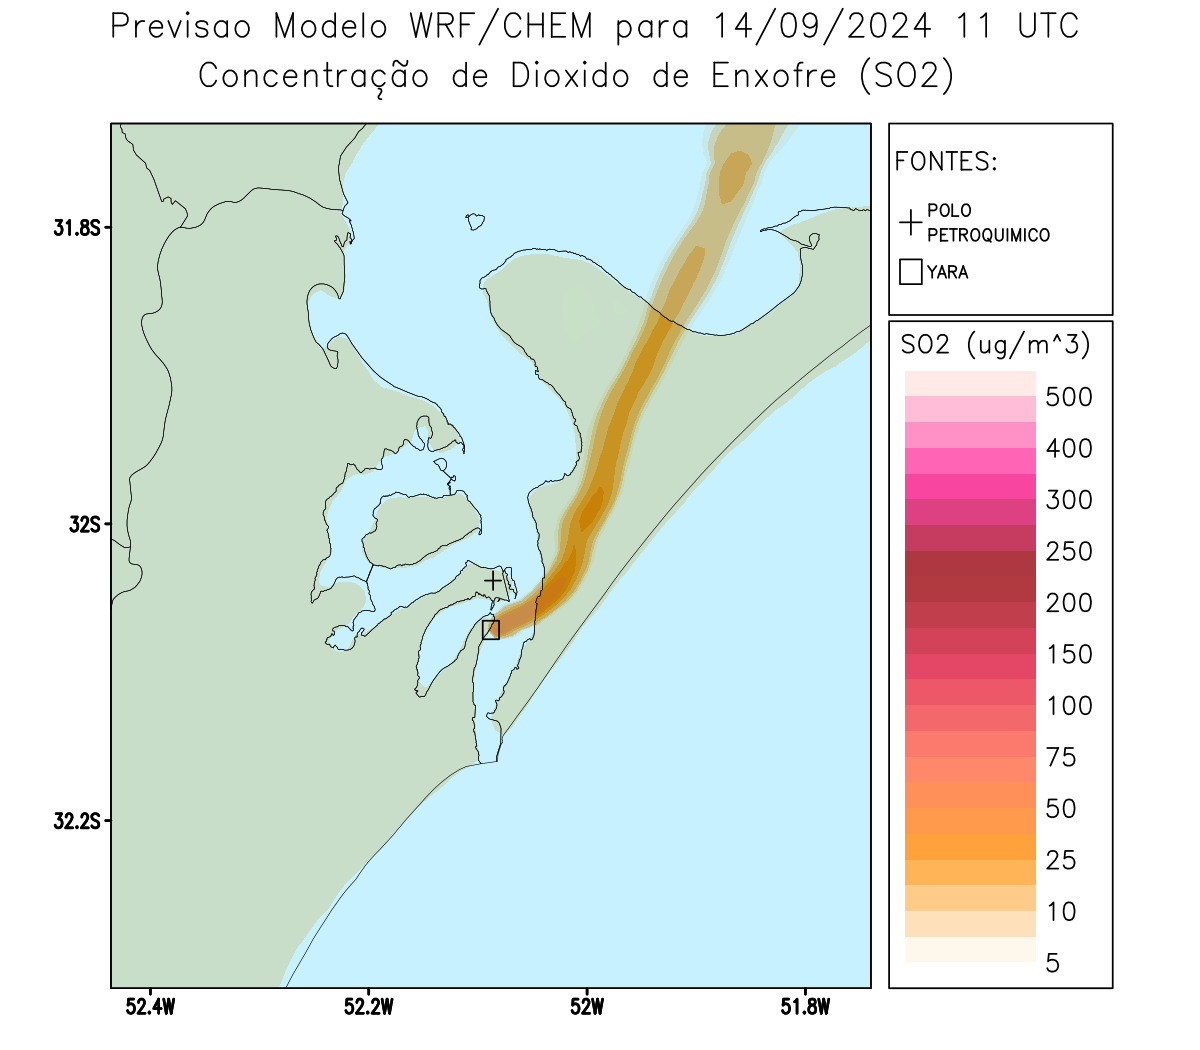 Previsao Modelo WRF/CHEM para 14/09/2024 11 UTC
Concentração de Dioxido de Enxofre (SO2)
FONTES:
POLO
PETROQUIMICO
YARA
SO2 (ug/m^3)
500
400
300
250
200
150
100
75
50
25
10
5
31.8S
32S
32.2S
52.4W
52.2W
52W
51.8W